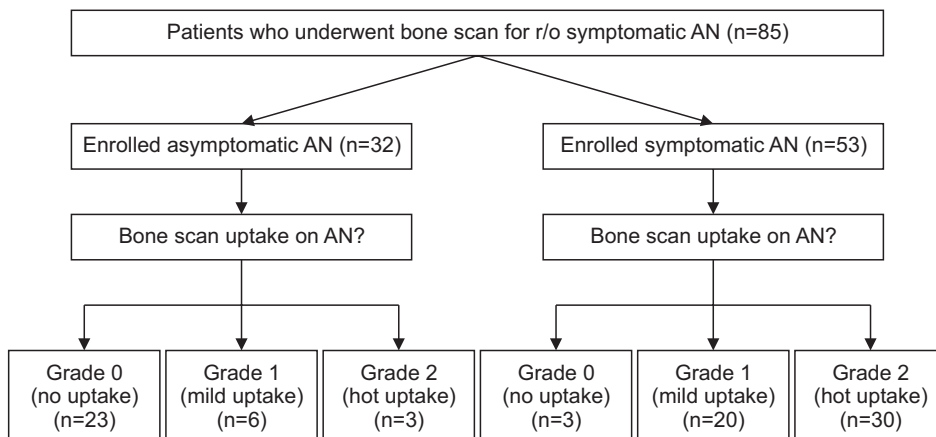 Patients who underwent bone scan for r/o symptomatic AN (n=85)
Enrolled asymptomatic AN (n=32)
Enrolled symptomatic AN (n=53)
Bone scan uptake on AN?
Bone scan uptake on AN?
Grade 0
(no uptake)
(n=23)
Grade 1
(mild uptake)
(n=6)
Grade 2
(hot uptake)
(n=3)
Grade 0
(no uptake)
(n=3)
Grade 1
(mild uptake)
(n=20)
Grade 2
(hot uptake)
(n=30)